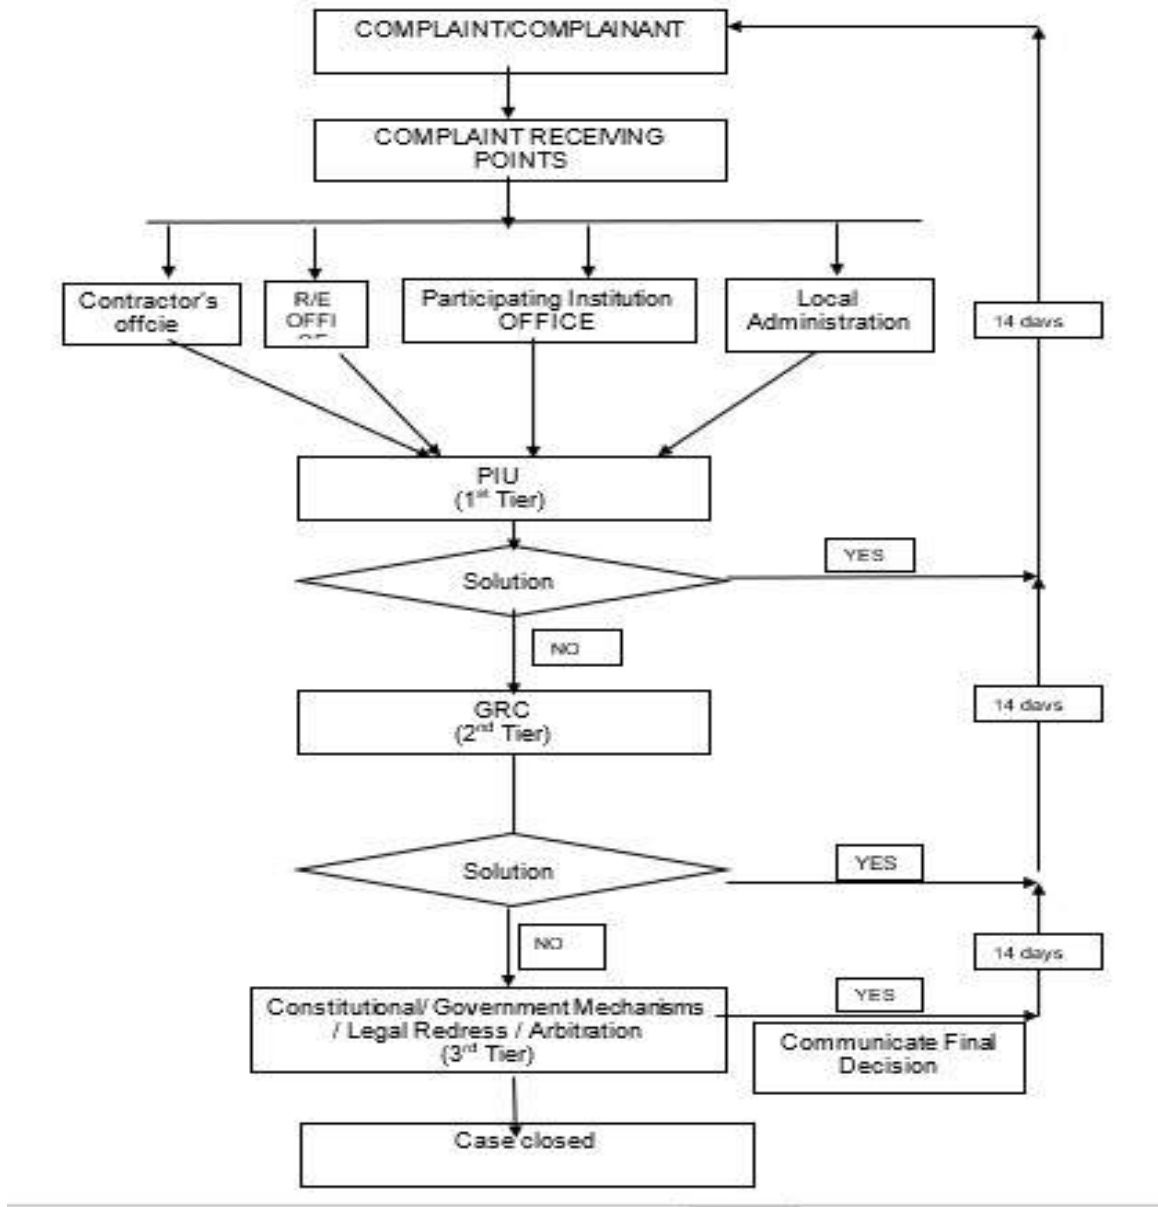 COMPLAINT/COMPLAINANT
COMPLAINT RECEIVING
POINTS
Contractor's
offcie
R/E
OFFI
Participating Institution
OFFICE
Local
Administration
14 days
PIU
(1st Tier)
YES
Solution
NO
14 days
GRC
(2nd Tier)
YES
Solution
NO
14 days
Constitutional/ Government Mechanisms
/ Legal Redress / Arbitration
(3rd Tier)
YES
Communicate Final
Decision
Case closed